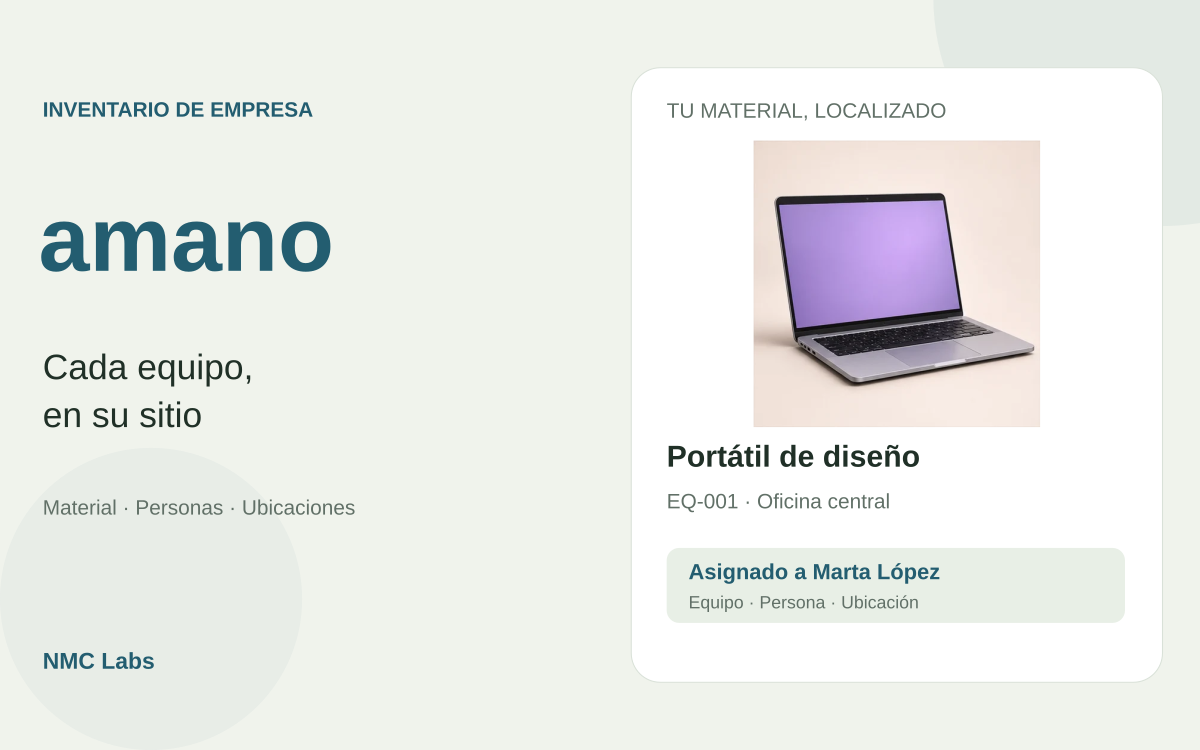 INVENTARIO DE EMPRESA
amano
Cada equipo,
en su sitio
Material · Personas · Ubicaciones
NMC Labs
TU MATERIAL, LOCALIZADO
Portátil de diseño
EQ-001 · Oficina central
Asignado a Marta López
Equipo · Persona · Ubicación